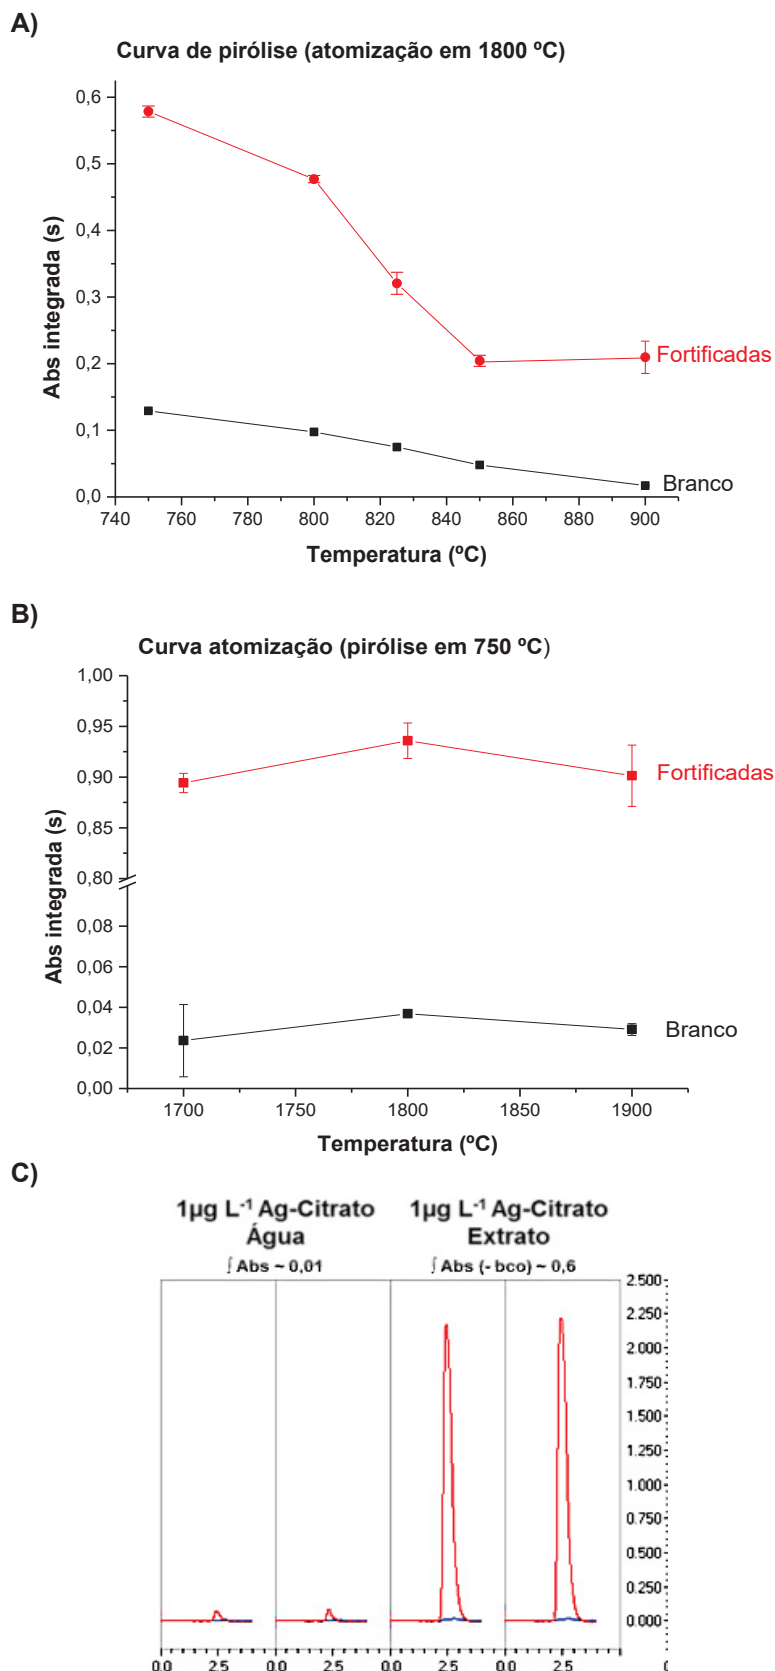 A)
Curva de pirólise (atomização em 1800 ºC)
0,6
0,5
0,4
0,3
0,2
0,1
0,0
Abs integrada (s)
Fortificadas
Branco
740 760 780 800 820 840 860 880 900
Temperatura (ºC)
B)
Curva atomização (pirólise em 750 ºC)
1,00
0,95
0,90
0,85
0,80
0,08
0,06
0,04
0,02
0,00
Abs integrada (s)
Fortificadas
Branco
1700 1750 1800 1850 1900
Temperatura (ºC)
C)
1µg L⁻¹ Ag-Citrato 1µg L⁻¹ Ag-Citrato
Água Extrato
∫ Abs ~ 0,01 ∫ Abs (- bco) ~ 0,6
2.500
2.250
2.000
1.750
1.500
1.250
1.000
0.750
0.500
0.250
0.000
0.0 2.5 0.0 2.5 0.0 2.5 0.0 2.5